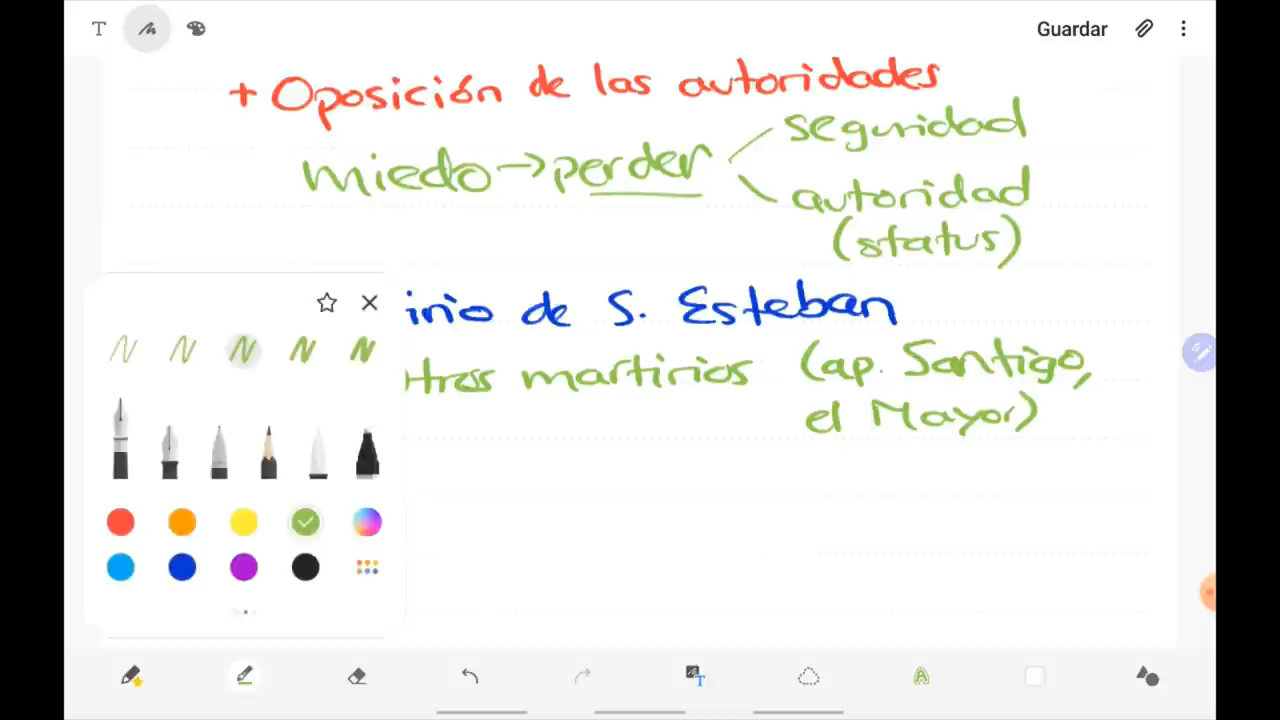 T
Guardar
+ Oposición de las autoridades
miedo → perder
seguridad
autoridad
(status)
irio de S. Esteban
tros martirios (ap. Santigo,
el Mayor)